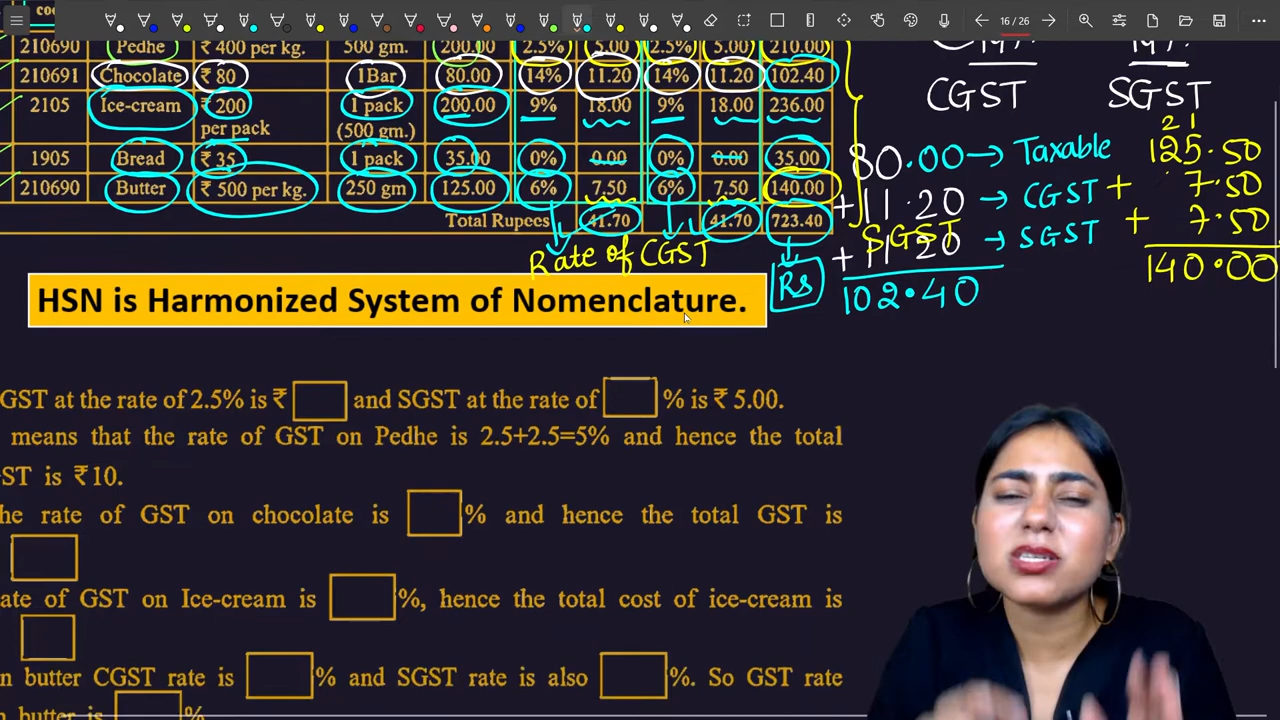 16 / 26
210690 Pedhe ₹ 400 per kg. 500 gm. 200.00 2.5% 5.00 2.5% 5.00 210.00
210691 Chocolate ₹ 80 1Bar 80.00 14% 11.20 14% 11.20 102.40
2105 Ice-cream ₹ 200 per pack 1 pack (500 gm.) 200.00 9% 18.00 9% 18.00 236.00
1905 Bread ₹ 35 1 pack 35.00 0% 0.00 0% 0.00 35.00
210690 Butter ₹ 500 per kg. 250 gm 125.00 6% 7.50 6% 7.50 140.00
Total Rupees 41.70 41.70 723.40
Rate of CGST
SGST
Rs
CGST SGST
80.00 → Taxable
+ 11.20 → CGST
+ 11.20 → SGST
102.40
2 1
125.50
+ 7.50
+ 7.50
140.00
HSN is Harmonized System of Nomenclature.
GST at the rate of 2.5% is ₹ and SGST at the rate of % is ₹ 5.00.
means that the rate of GST on Pedhe is 2.5+2.5=5% and hence the total
ST is ₹10.
he rate of GST on chocolate is % and hence the total GST is
ate of GST on Ice-cream is %, hence the total cost of ice-cream is
n butter CGST rate is % and SGST rate is also %. So GST rate
n butter is %